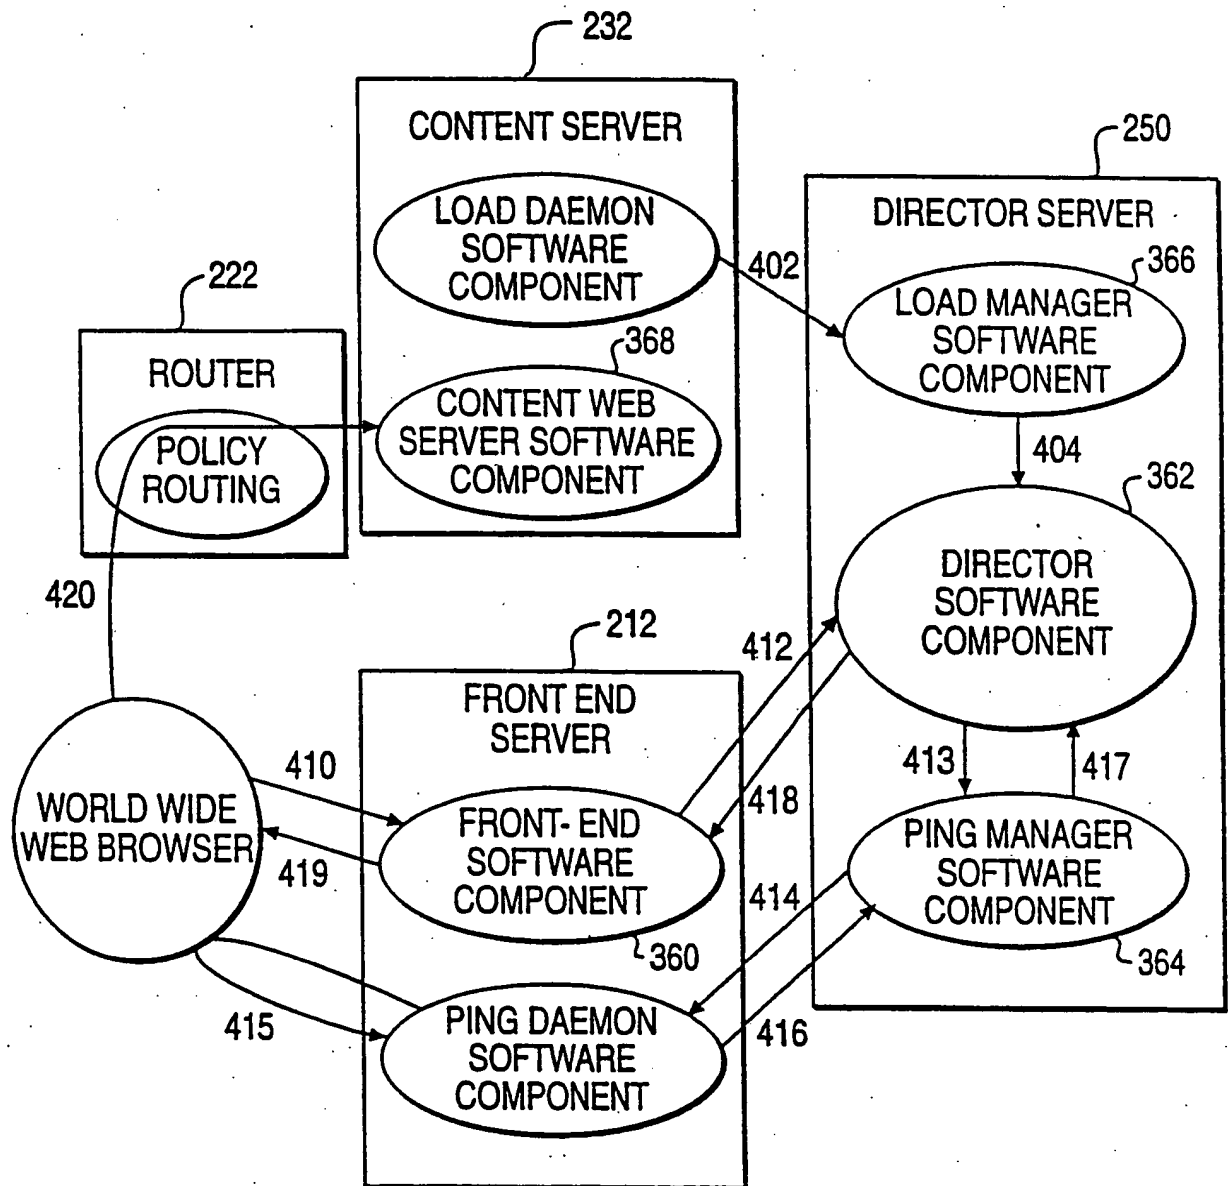 232
CONTENT SERVER
LOAD DAEMON
SOFTWARE
COMPONENT
368
CONTENT WEB
SERVER SOFTWARE
COMPONENT
222
ROUTER
POLICY
ROUTING
420
250
DIRECTOR SERVER
402
366
LOAD MANAGER
SOFTWARE
COMPONENT
404
362
DIRECTOR
SOFTWARE
COMPONENT
413
417
PING MANAGER
SOFTWARE
COMPONENT
364
212
FRONT END
SERVER
412
418
410
419
WORLD WIDE
WEB BROWSER
FRONT-END
SOFTWARE
COMPONENT
360
414
416
415
PING DAEMON
SOFTWARE
COMPONENT